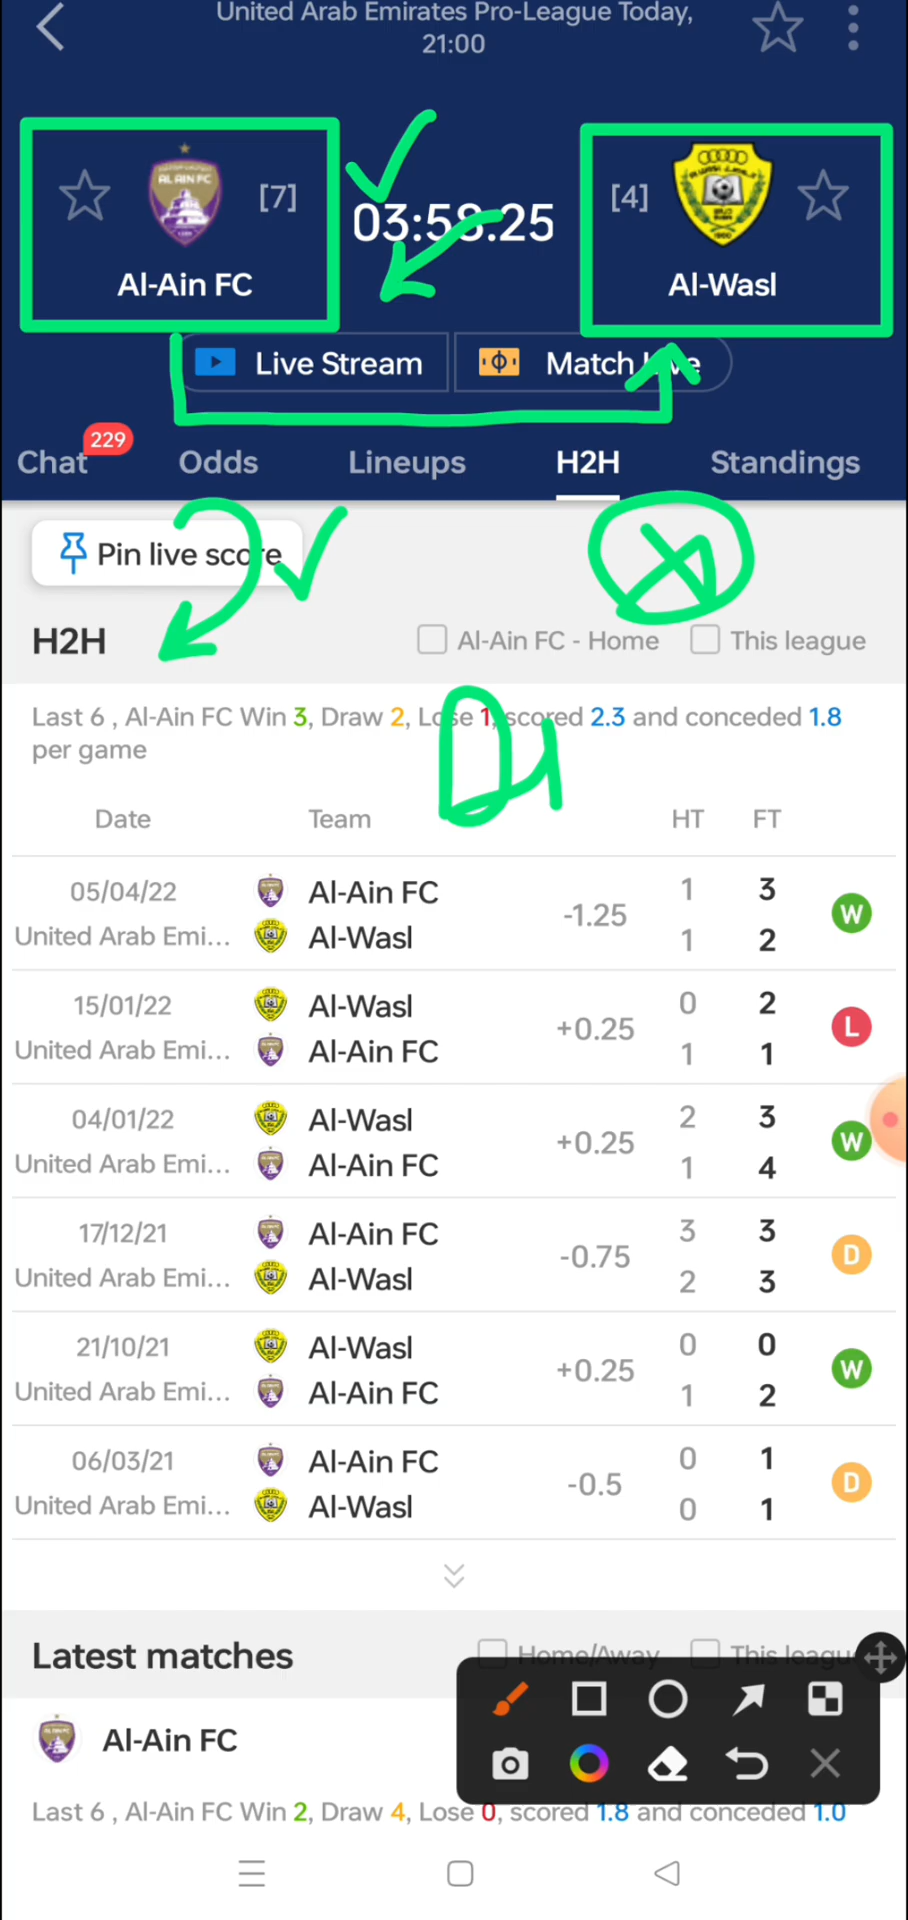 United Arab Emirates Pro-League Today,
21:00
[7]
03:58:25
[4]
Al-Ain FC
Al-Wasl
Live Stream
Match Live
229
Chat
Odds
Lineups
H2H
Standings
Pin live score
H2H
Al-Ain FC - Home
This league
Last 6 , Al-Ain FC Win 3, Draw 2, Lose 1, scored 2.3 and conceded 1.8
per game
Date
Team
HT
FT
05/04/22
Al-Ain FC
1
3
United Arab Emi...
Al-Wasl
-1.25
1
2
W
15/01/22
Al-Wasl
0
2
United Arab Emi...
Al-Ain FC
+0.25
1
1
L
04/01/22
Al-Wasl
2
3
United Arab Emi...
Al-Ain FC
+0.25
1
4
W
17/12/21
Al-Ain FC
3
3
United Arab Emi...
Al-Wasl
-0.75
2
3
D
21/10/21
Al-Wasl
0
0
United Arab Emi...
Al-Ain FC
+0.25
1
2
W
06/03/21
Al-Ain FC
0
1
United Arab Emi...
Al-Wasl
-0.5
0
1
D
Latest matches
Home/Away
This leagu
Al-Ain FC
Last 6 , Al-Ain FC Win 2, Draw 4, Lose 0, scored 1.8 and conceded 1.0